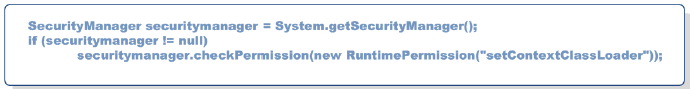 SecurityManager securitymanager = System.getSecurityManager();
if (securitymanager != null)
securitymanager.checkPermission(new RuntimePermission("setContextClassLoader"));